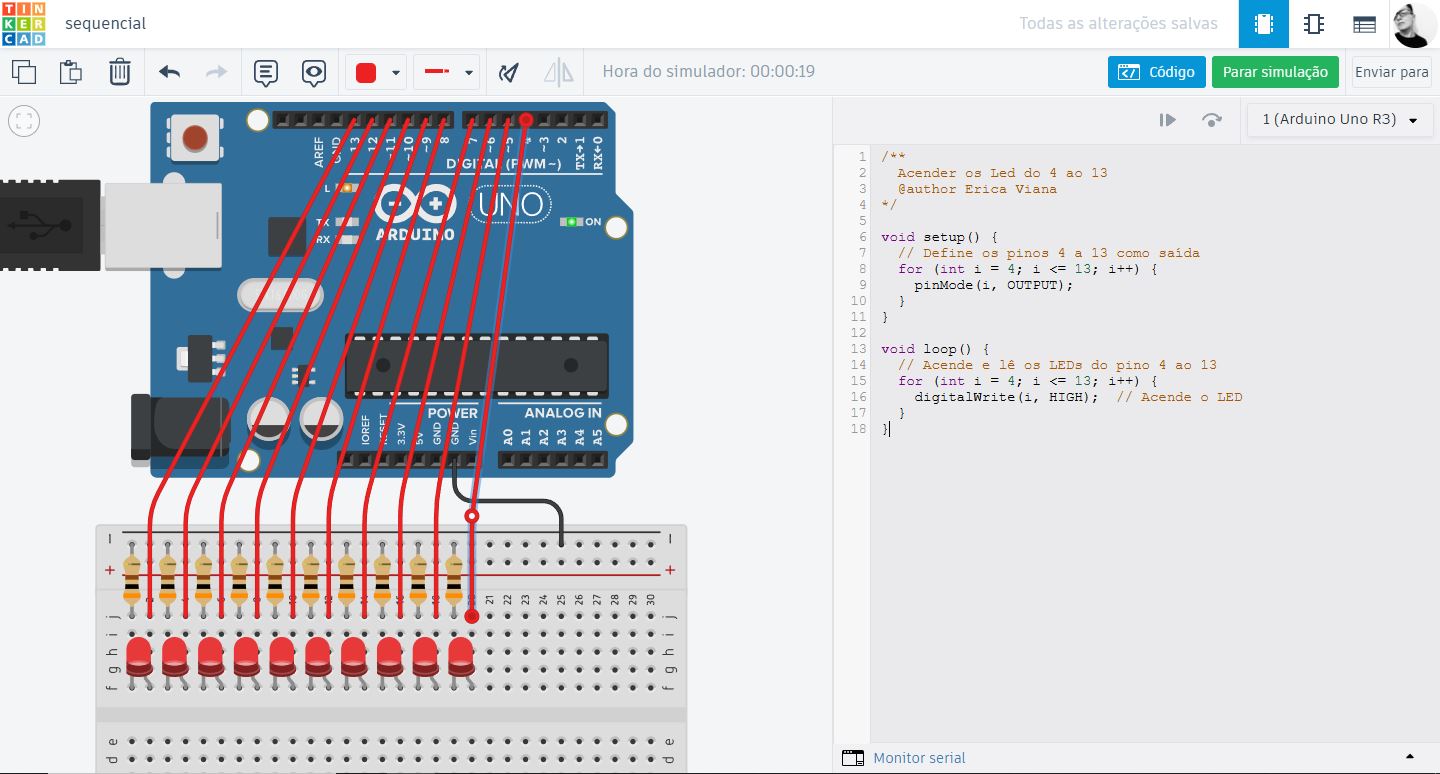 TIN
KER
CAD
sequencial
Todas as alterações salvas
Hora do simulador: 00:00:19
Código
Parar simulação
Enviar para
1 (Arduino Uno R3)
AREF
GND
13
12
~11
~10
~9
8
7
~6
~5
4
~3
2
TX→1
RX←0
DIGITAL (PWM~)
L
TX
RX
UNO
ARDUINO
ON
POWER
ANALOG IN
IOREF
RESET
3.3V
5V
GND
GND
Vin
A0
A1
A2
A3
A4
A5
21 22 23 24 25 26 27 28 29 30
j j
i i
h h
g g
f f
e e
d d
1 /**
2 Acender os Led do 4 ao 13
3 @author Erica Viana
4 */
5
6 void setup() {
7 // Define os pinos 4 a 13 como saída
8 for (int i = 4; i <= 13; i++) {
9 pinMode(i, OUTPUT);
10 }
11 }
12
13 void loop() {
14 // Acende e lê os LEDs do pino 4 ao 13
15 for (int i = 4; i <= 13; i++) {
16 digitalWrite(i, HIGH); // Acende o LED
17 }
18 }
Monitor serial